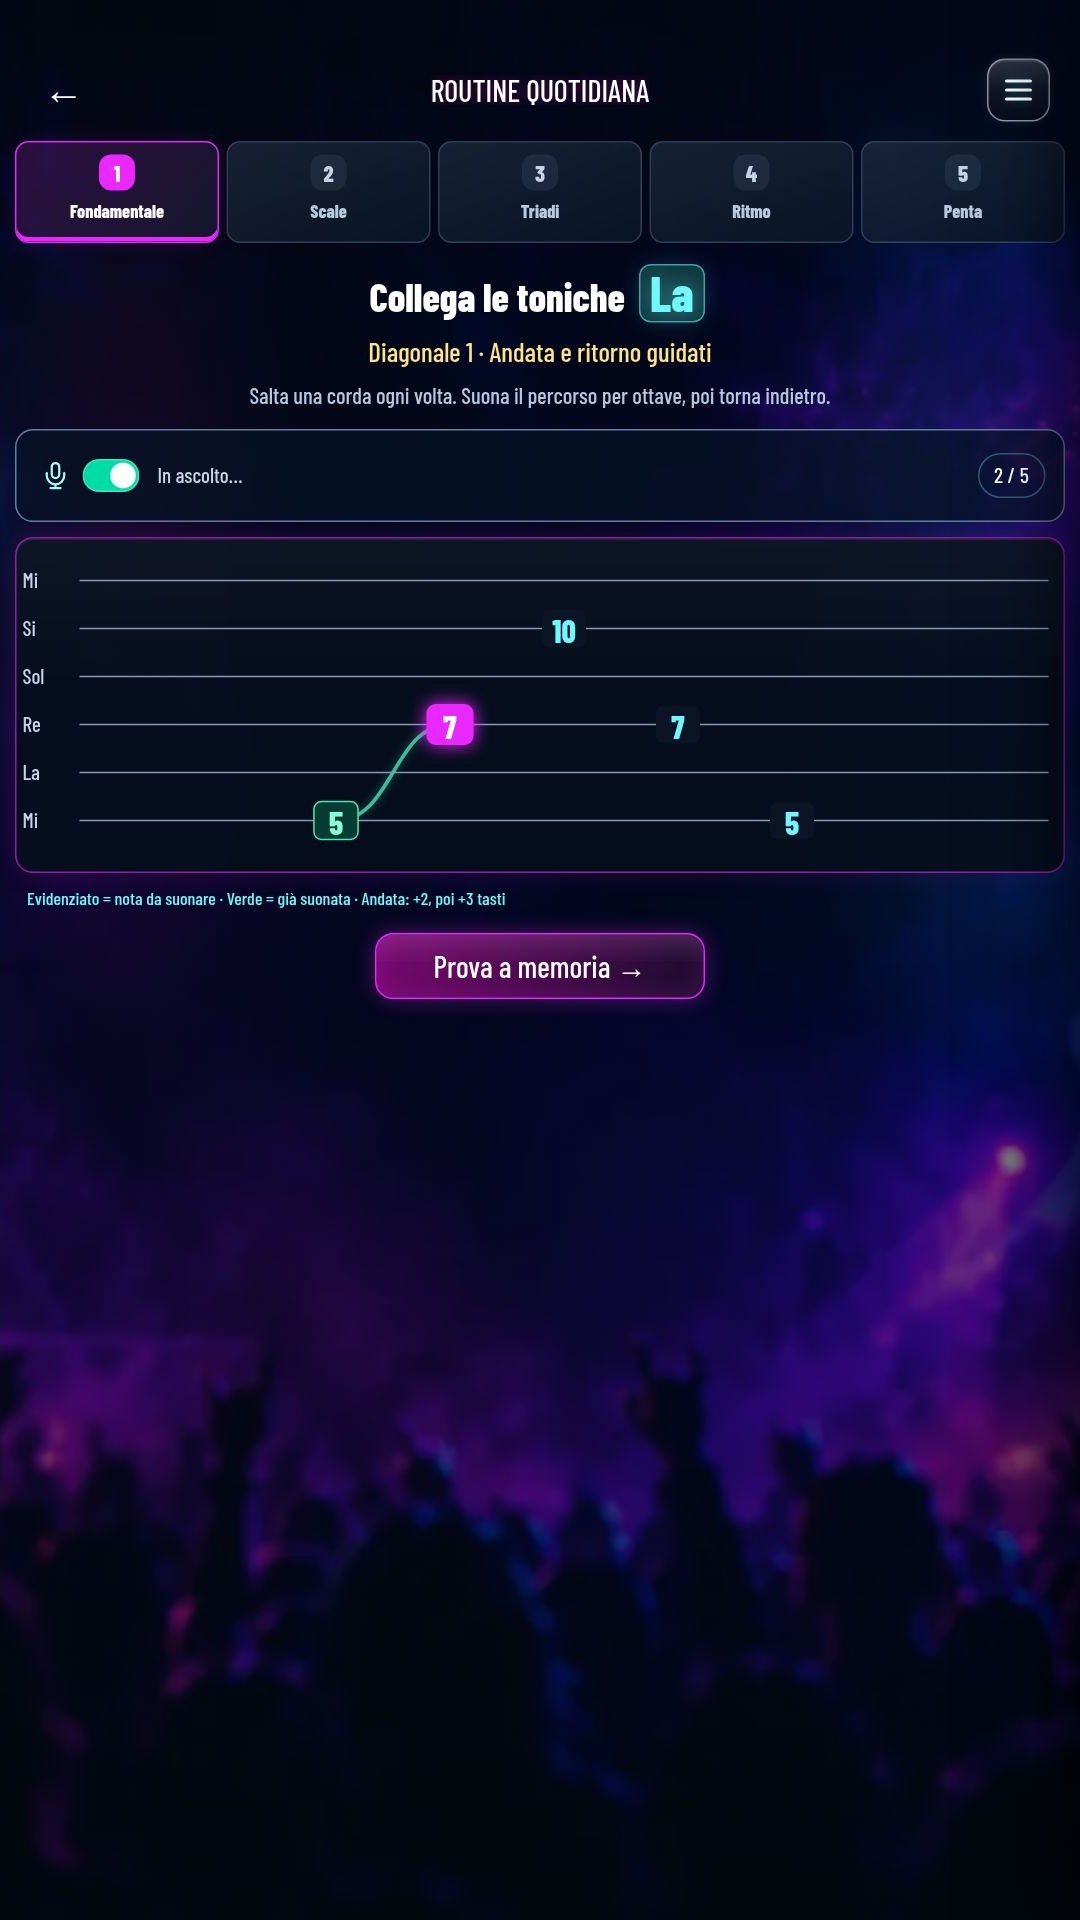 ←
ROUTINE QUOTIDIANA
1
Fondamentale
2
Scale
3
Triadi
4
Ritmo
5
Penta
Collega le toniche La
Diagonale 1 · Andata e ritorno guidati
Salta una corda ogni volta. Suona il percorso per ottave, poi torna indietro.
In ascolto...
2 / 5
Mi
Si 10
Sol
Re 7 7
La
Mi 5 5
Evidenziato = nota da suonare · Verde = già suonata · Andata: +2, poi +3 tasti
Prova a memoria →